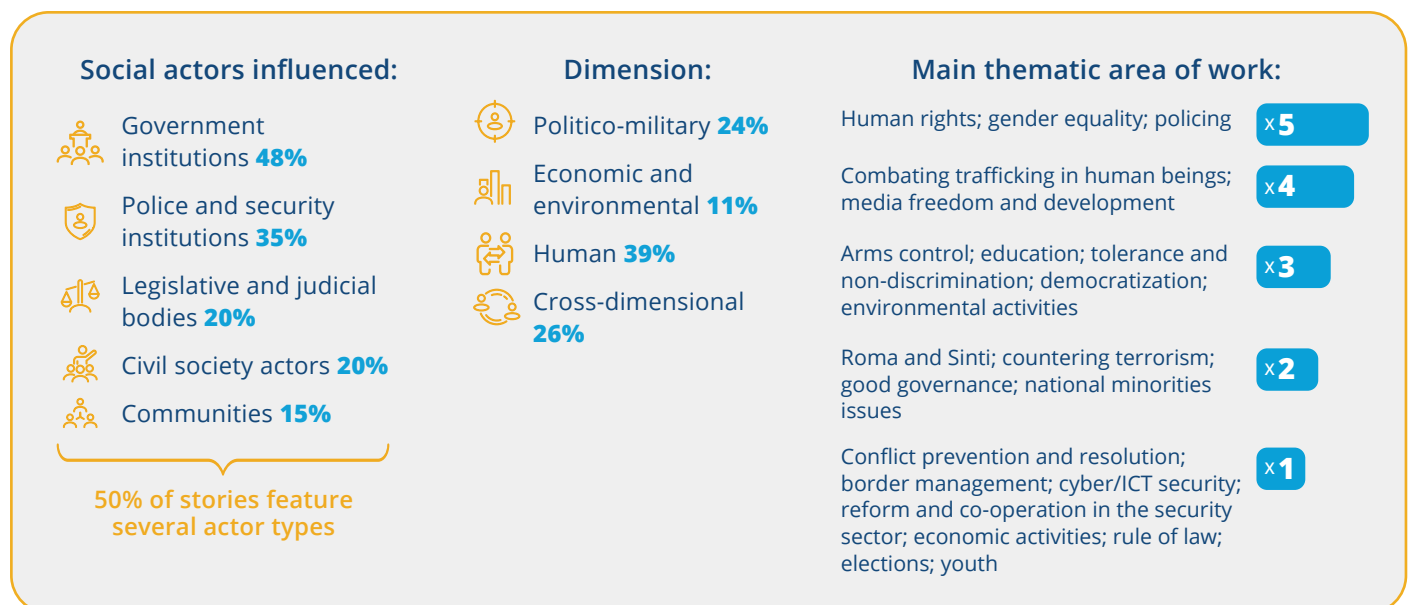 Social actors influenced:
Government
institutions 48%
Police and security
institutions 35%
Legislative and judicial
bodies 20%
Civil society actors 20%
Communities 15%
50% of stories feature
several actor types
Dimension:
Politico-military 24%
Economic and
environmental 11%
Human 39%
Cross-dimensional
26%
Main thematic area of work:
Human rights; gender equality; policing
x5
Combating trafficking in human beings;
media freedom and development
x4
Arms control; education; tolerance and
non-discrimination; democratization;
environmental activities
x3
Roma and Sinti; countering terrorism;
good governance; national minorities
issues
x2
Conflict prevention and resolution;
border management; cyber/ICT security;
reform and co-operation in the security
sector; economic activities; rule of law;
elections; youth
x1